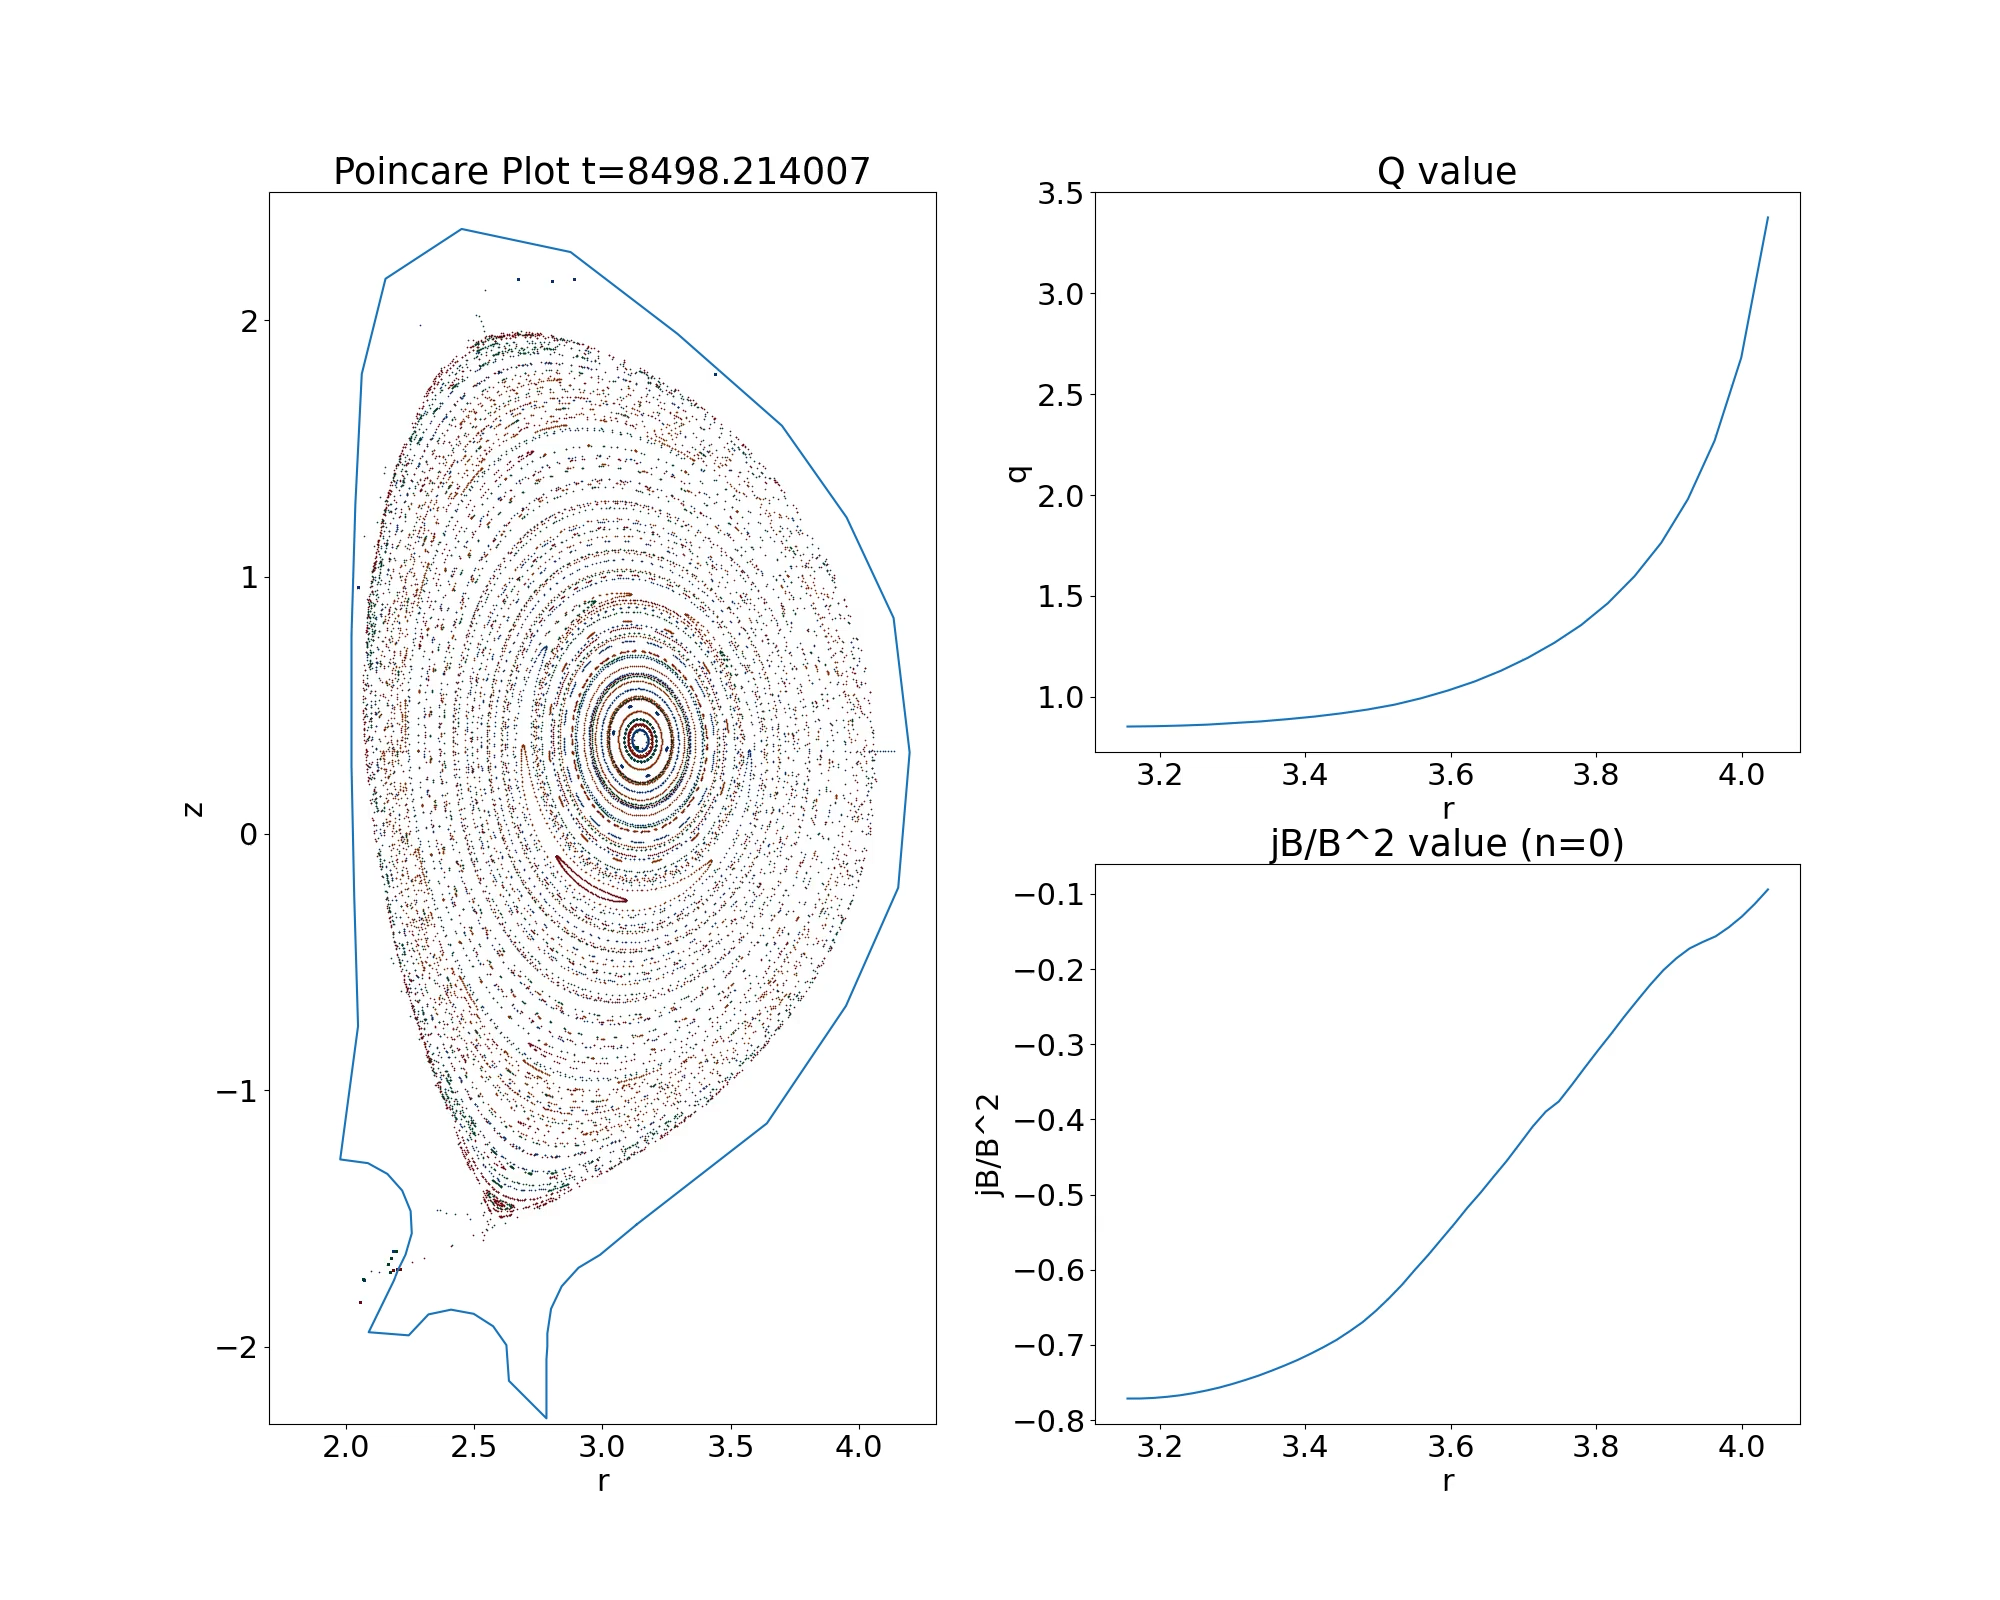 Poincare Plot t=8498.214007
2
1
0
−1
−2
z
2.0 2.5 3.0 3.5 4.0
r
Q value
3.5
3.0
2.5
2.0
1.5
1.0
q
3.2 3.4 3.6 3.8 4.0
r
jB/B^2 value (n=0)
−0.1
−0.2
−0.3
−0.4
−0.5
−0.6
−0.7
−0.8
jB/B^2
3.2 3.4 3.6 3.8 4.0
r